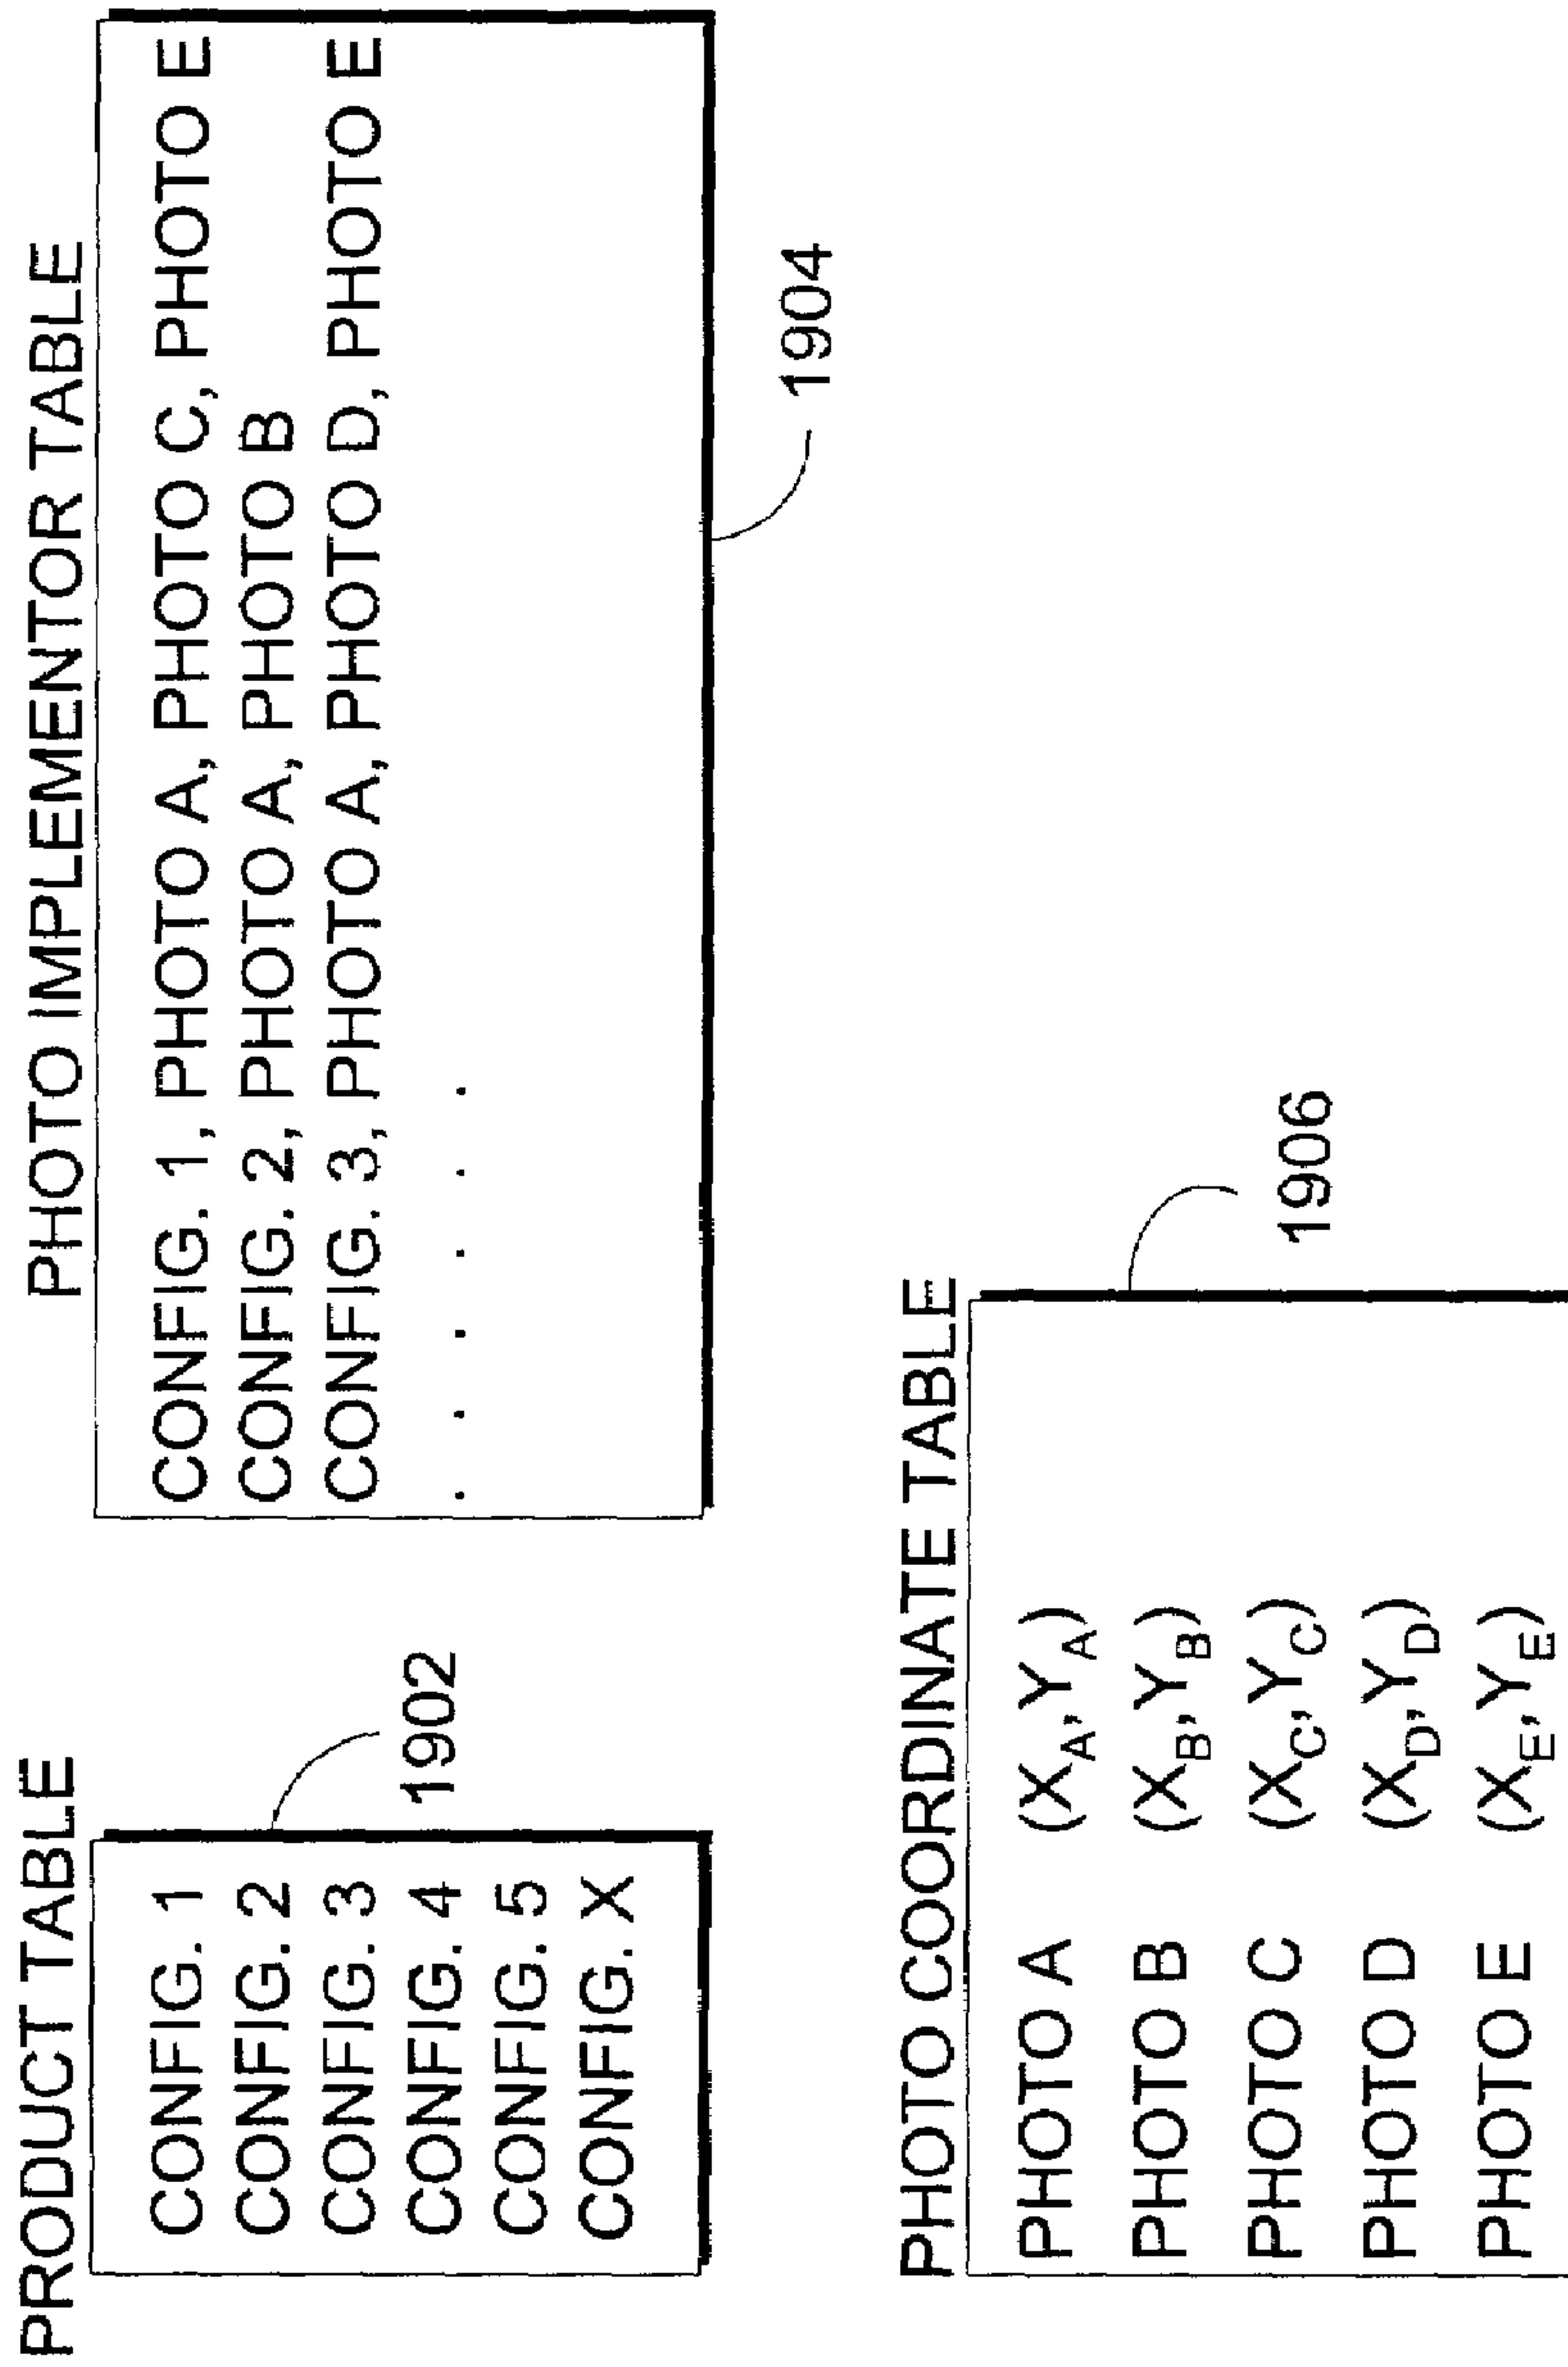 PRODUCT TABLE
CONFIG. 1
CONFIG. 2
CONFIG. 3
CONFIG. 4
CONFIG. 5
CONFIG. X
1902
PHOTO IMPLEMENTOR TABLE
CONFIG. 1, PHOTO A, PHOTO C, PHOTO E
CONFIG. 2, PHOTO A, PHOTO B
CONFIG. 3, PHOTO A, PHOTO D, PHOTO E
. . . . . .
1904
PHOTO COORDINATE TABLE
PHOTO A (X_A,Y_A)
PHOTO B (X_B,Y_B)
PHOTO C (X_C,Y_C)
PHOTO D (X_D,Y_D)
PHOTO E (X_E,Y_E)
1906